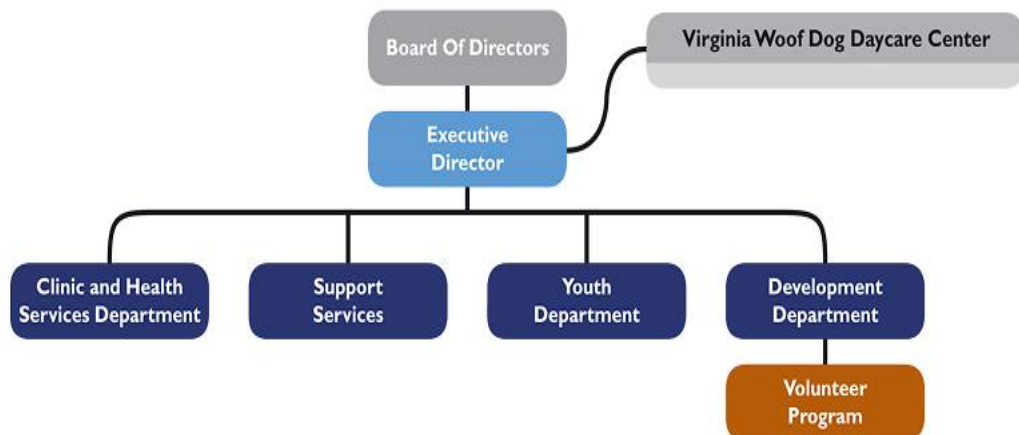 Board Of Directors
Virginia Woof Dog Daycare Center
Executive
Director
Clinic and Health
Services Department
Support
Services
Youth
Department
Development
Department
Volunteer
Program